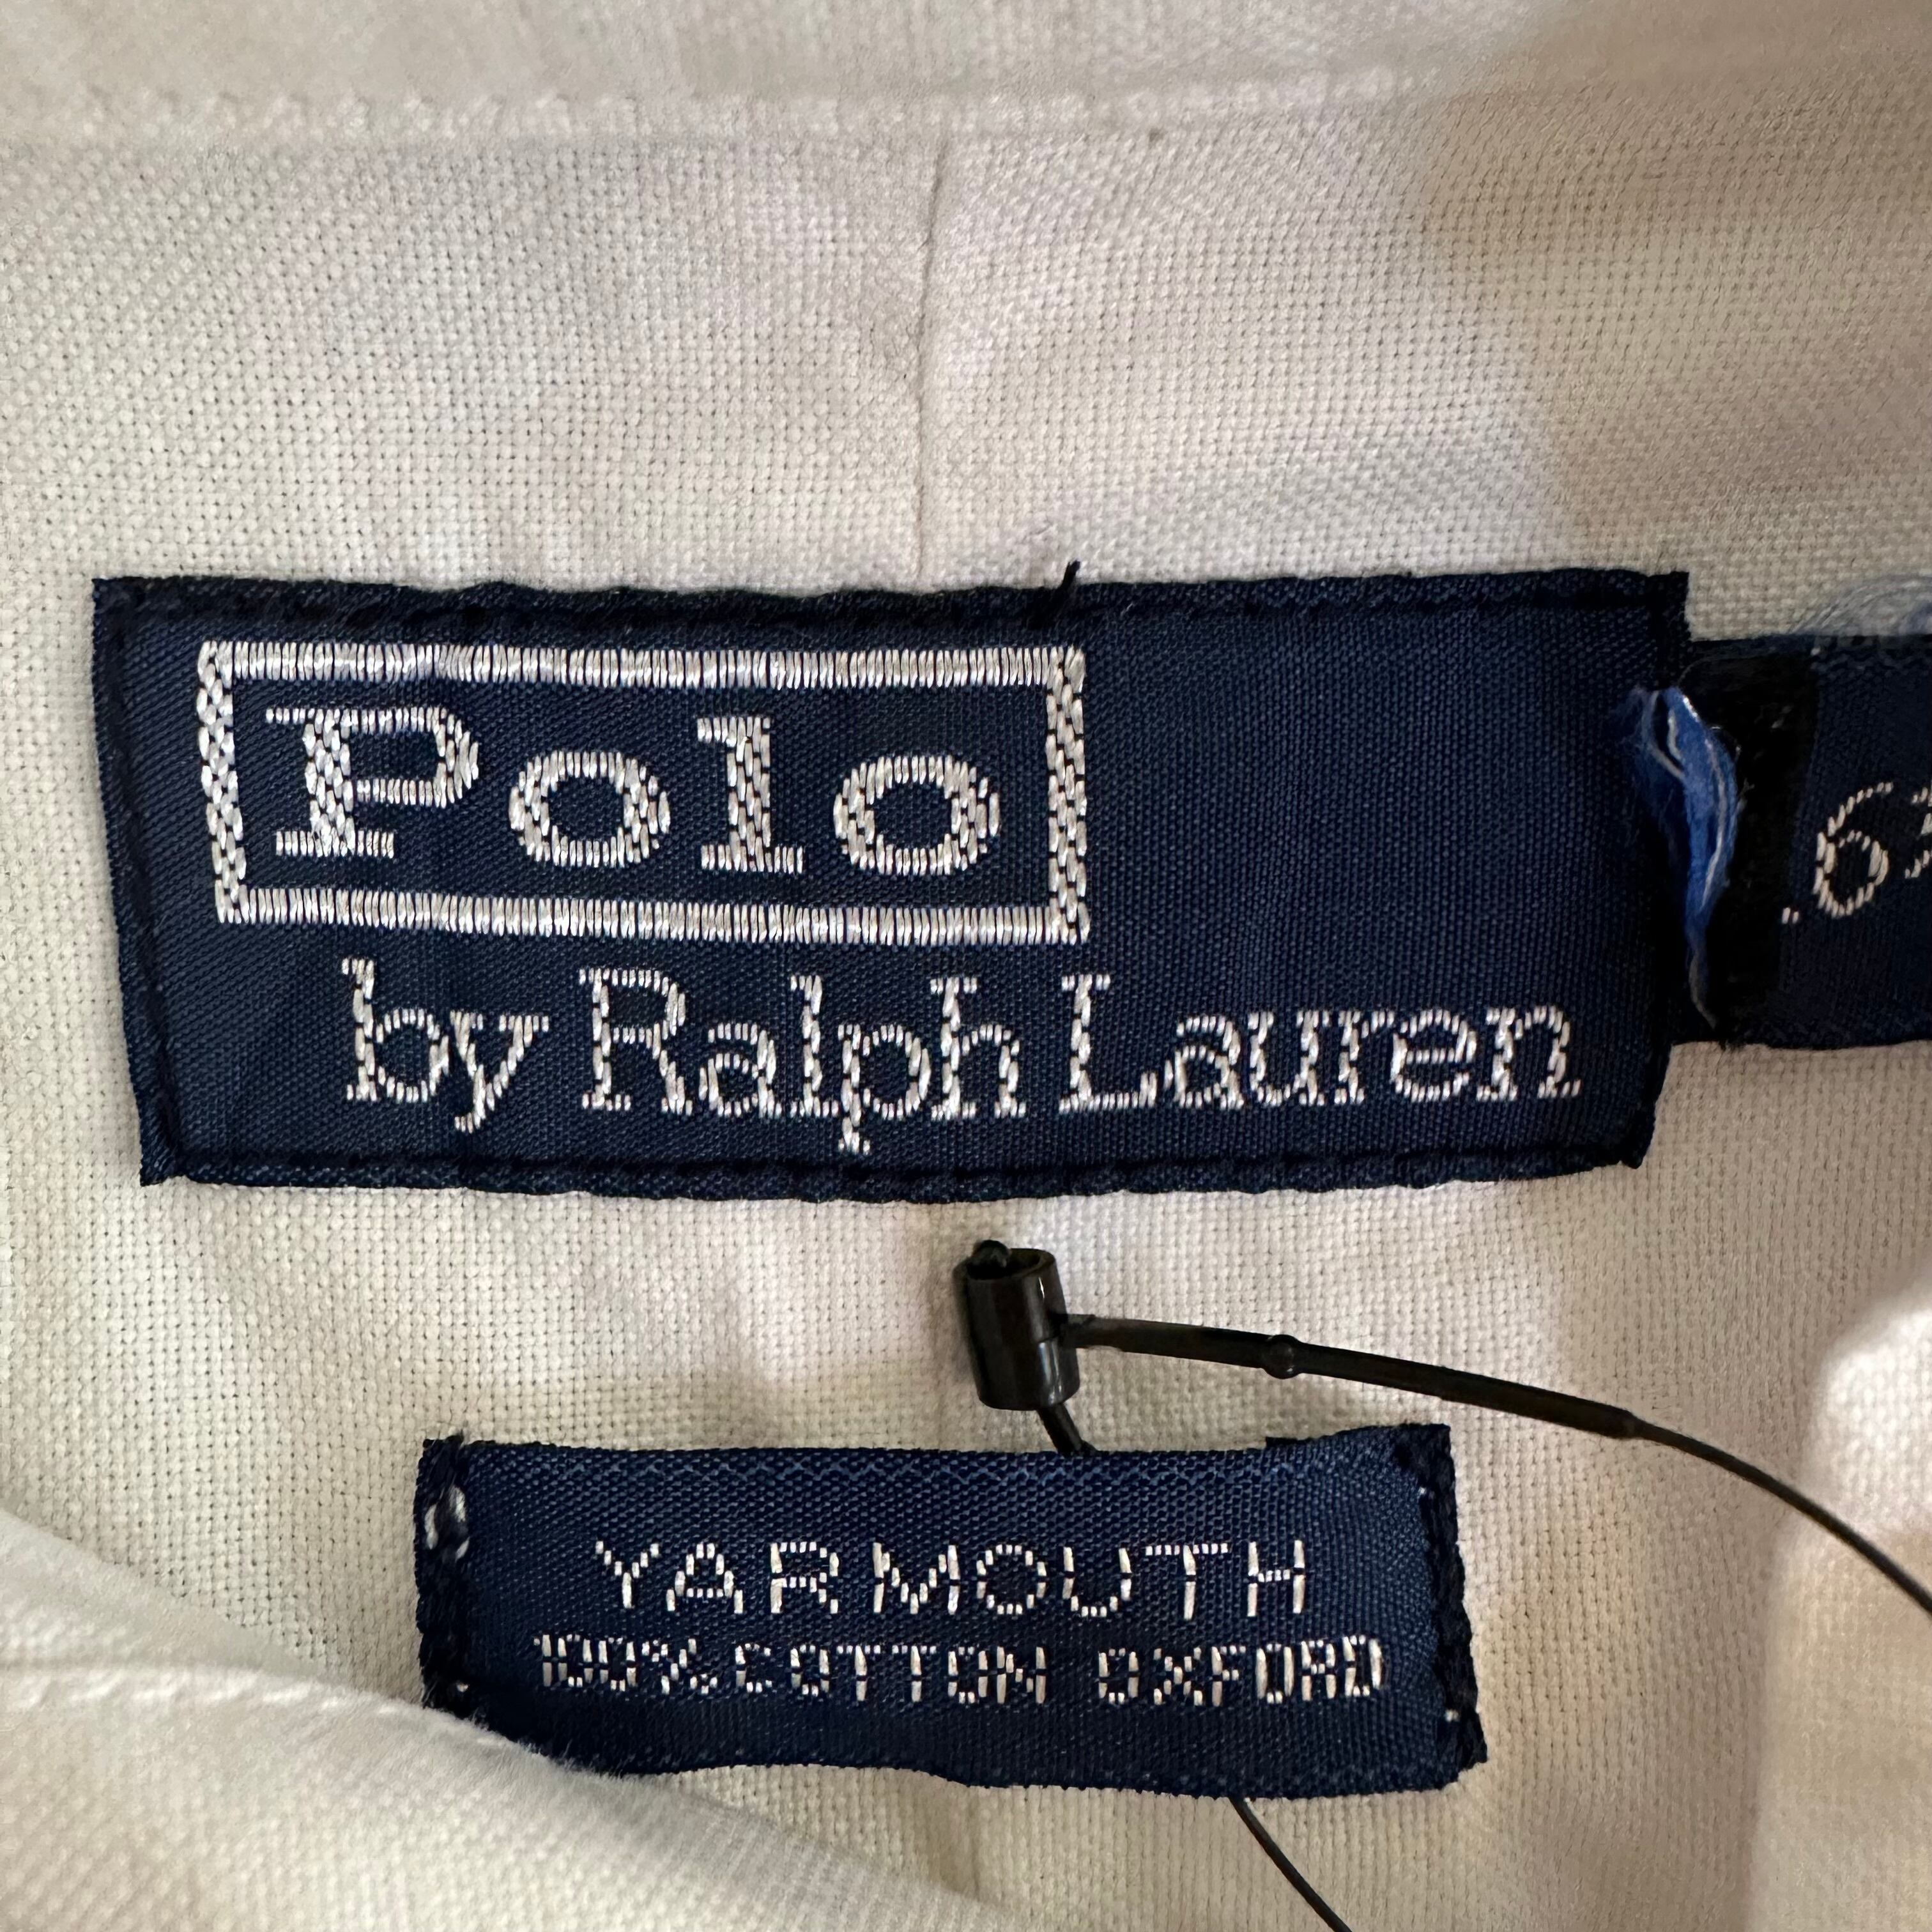 Polo
by Ralph Lauren
YARMOUTH
100% COTTON OXFORD